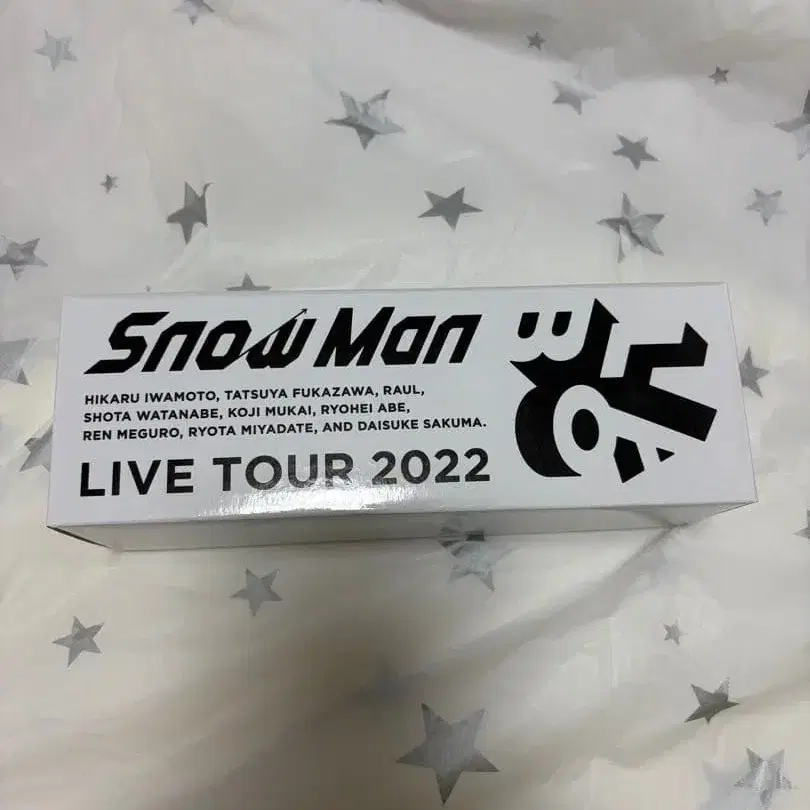 Snow Man
HIKARU IWAMOTO, TATSUYA FUKAZAWA, RAUL,
SHOTA WATANABE, KOJI MUKAI, RYOHEI ABE,
REN MEGURO, RYOTA MIYADATE, AND DAISUKE SAKUMA.
LIVE TOUR 2022